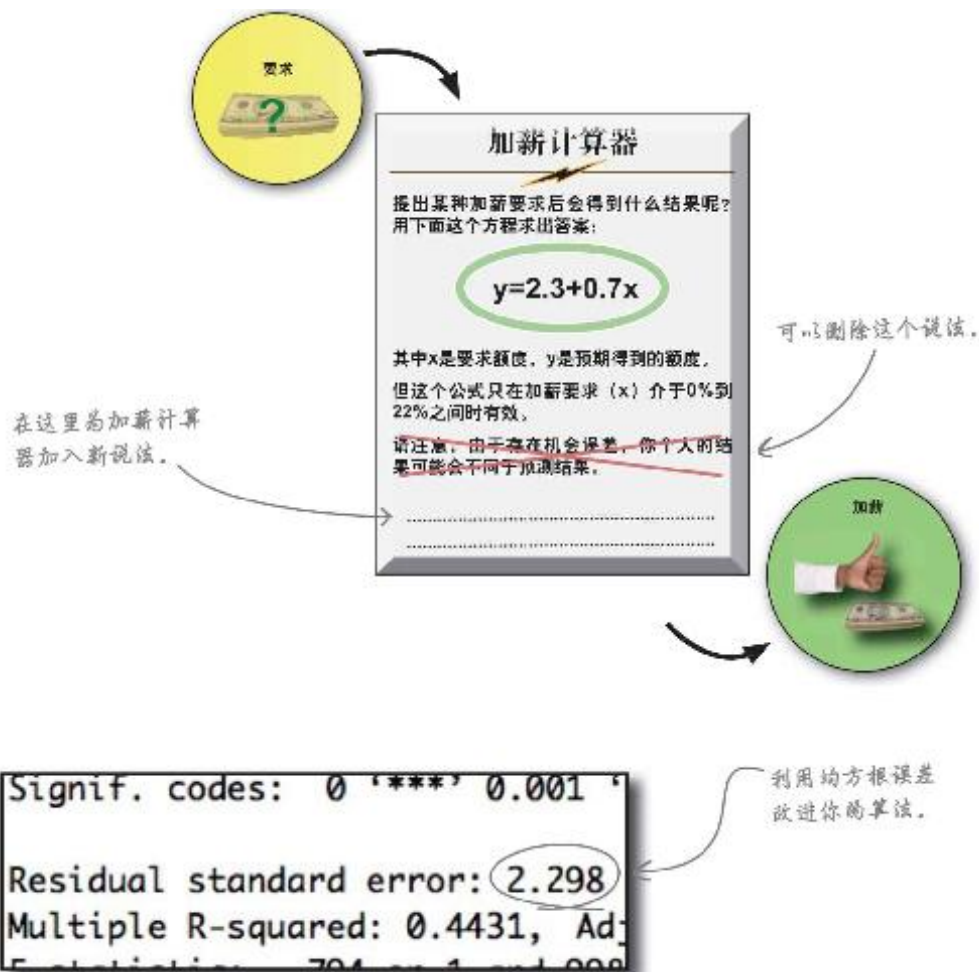 要求
?
加薪计算器
提出某种加薪要求后会得到什么结果呢?
用下面这个方程求出答案:
y=2.3+0.7x
可以删除这个说法.
其中x是要求额度, y是预期得到的额度,
但这个公式只在加薪要求（x）介于0%到
22%之间时有效,
请注意, 由于存在机会误差, 你个人的结
果可能会不同于预测结果.
在这里为加薪计算
器加入新说法.
加薪
Signif. codes: 0 ‘***’ 0.001 ‘
Residual standard error: 2.298
Multiple R-squared: 0.4431, Adj
F-statistic: 794 on 1 and 998
利用均方根误差
改进你的算法.